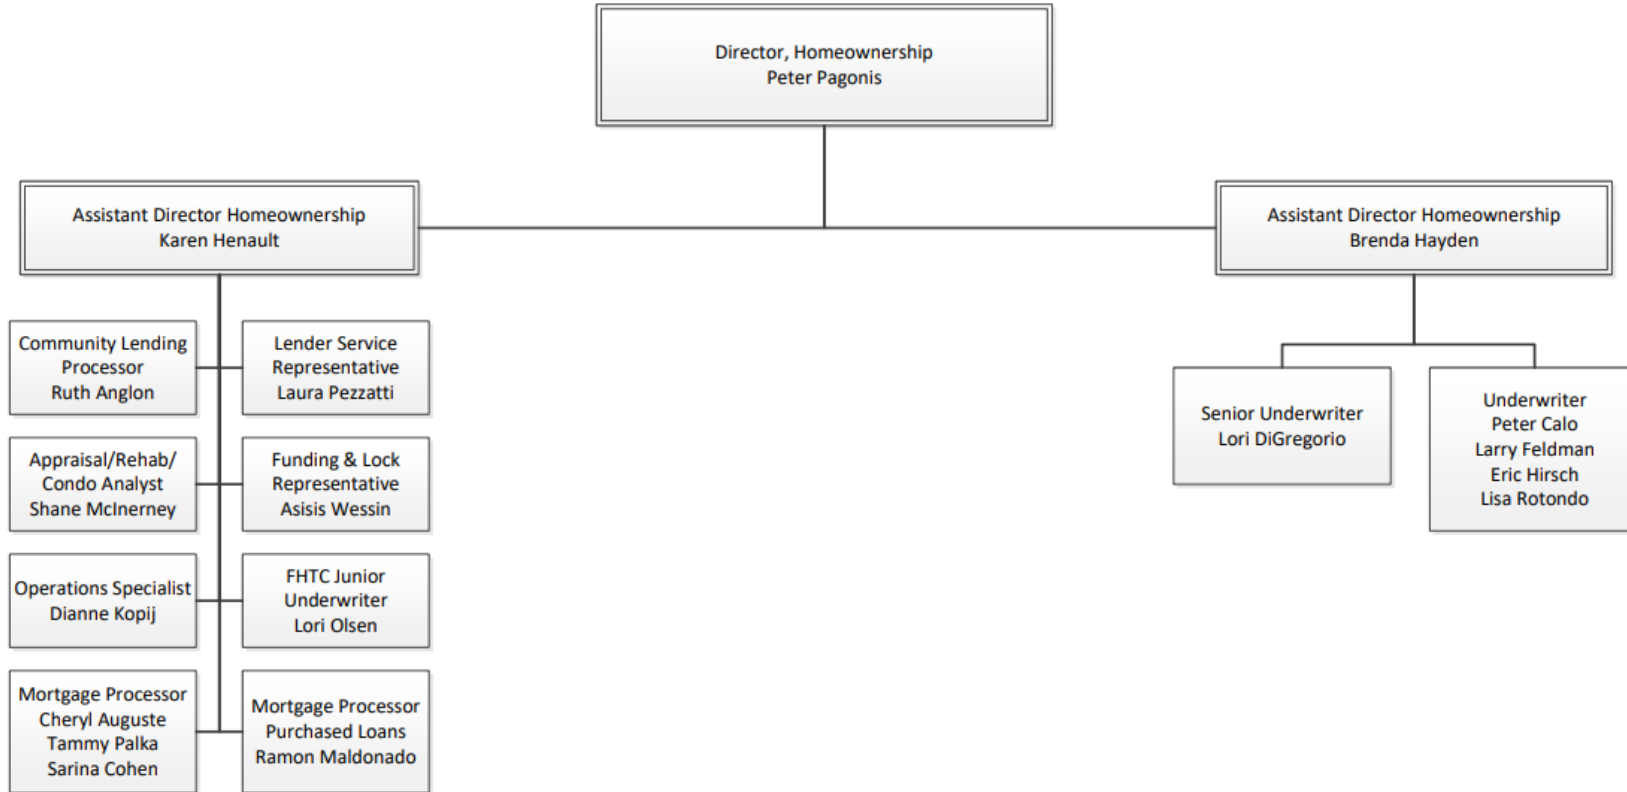 Director, Homeownership
Peter Pagonis
Assistant Director Homeownership
Karen Henault
Assistant Director Homeownership
Brenda Hayden
Community Lending
Processor
Ruth Anglon
Lender Service
Representative
Laura Pezzatti
Appraisal/Rehab/
Condo Analyst
Shane McInerney
Funding & Lock
Representative
Asisis Wessin
Operations Specialist
Dianne Kopij
FHTC Junior
Underwriter
Lori Olsen
Mortgage Processor
Cheryl Auguste
Tammy Palka
Sarina Cohen
Mortgage Processor
Purchased Loans
Ramon Maldonado
Senior Underwriter
Lori DiGregorio
Underwriter
Peter Calo
Larry Feldman
Eric Hirsch
Lisa Rotondo